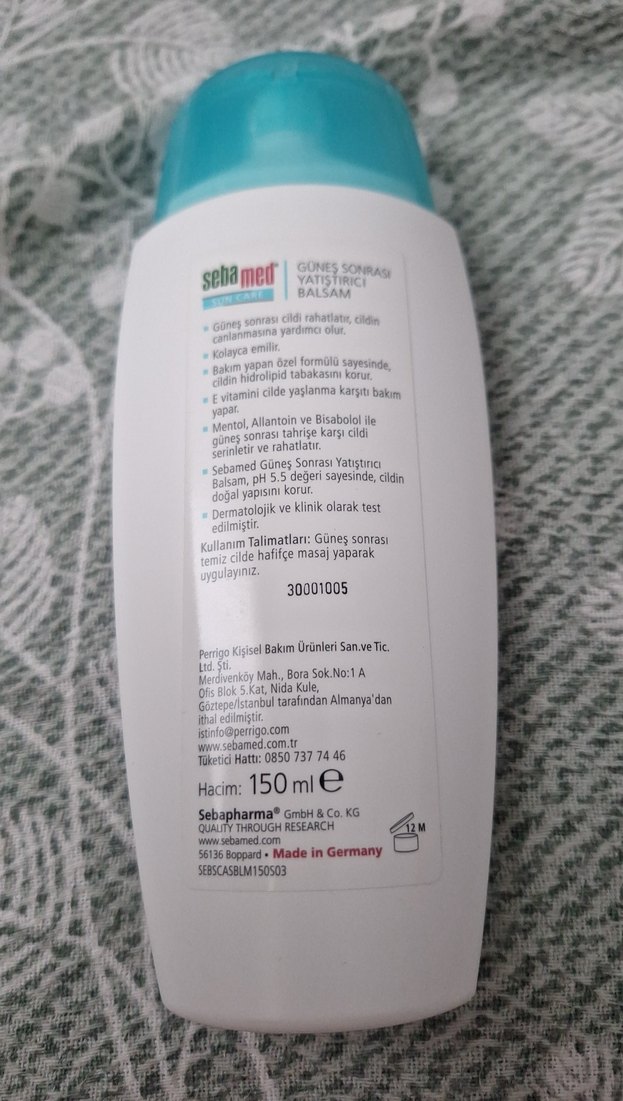 sebamed®
SUN CARE
GÜNEŞ SONRASI
YATIŞTIRICI
BALSAM
▪ Güneş sonrası cildi rahatlatır, cildin
canlanmasına yardımcı olur.
▪ Kolayca emilir.
▪ Bakım yapan özel formülü sayesinde,
cildin hidrolipid tabakasını korur.
▪ E vitamini cilde yaşlanma karşıtı bakım
yapar.
▪ Mentol, Allantoin ve Bisabolol ile
güneş sonrası tahrişe karşı cildi
serinletir ve rahatlatır.
▪ Sebamed Güneş Sonrası Yatıştırıcı
Balsam, pH 5.5 değeri sayesinde, cildin
doğal yapısını korur.
▪ Dermatolojik ve klinik olarak test
edilmiştir.
Kullanım Talimatları: Güneş sonrası
temiz cilde hafifçe masaj yaparak
uygulayınız.
30001005
Perrigo Kişisel Bakım Ürünleri San.ve Tic.
Ltd. Şti.
Merdivenköy Mah., Bora Sok.No:1 A
Ofis Blok 5.Kat, Nida Kule,
Göztepe/İstanbul tarafından Almanya'dan
ithal edilmiştir.
istinfo@perrigo.com
www.sebamed.com.tr
Tüketici Hattı: 0850 737 74 46
Hacim: 150 ml ℮
Sebapharma® GmbH & Co. KG
QUALITY THROUGH RESEARCH
www.sebamed.com
56136 Boppard • Made in Germany
SEBSCASBLM150S03
12 M